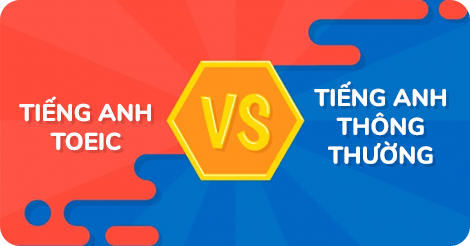 TIẾNG ANH
TOEIC
VS
TIẾNG ANH
THÔNG
THƯỜNG